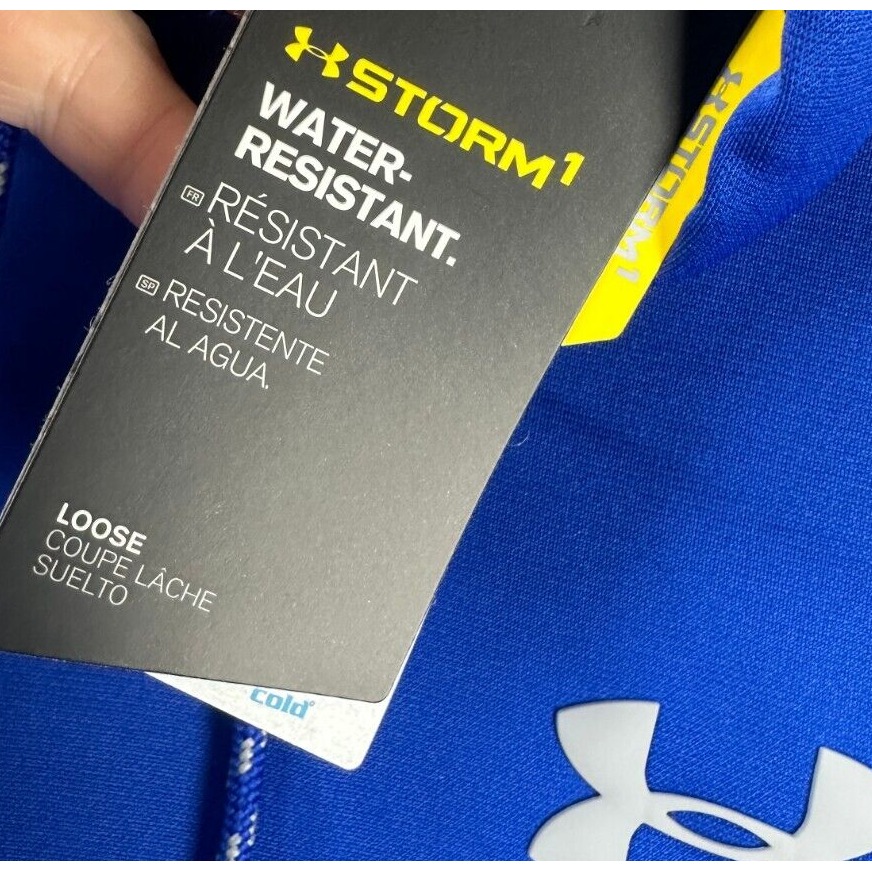 STORM1
WATER-
RESISTANT.
FR RÉSISTANT
À L'EAU
SP RESISTENTE
AL AGUA.
LOOSE
COUPE LÂCHE
SUELTO
cold°
STORM1